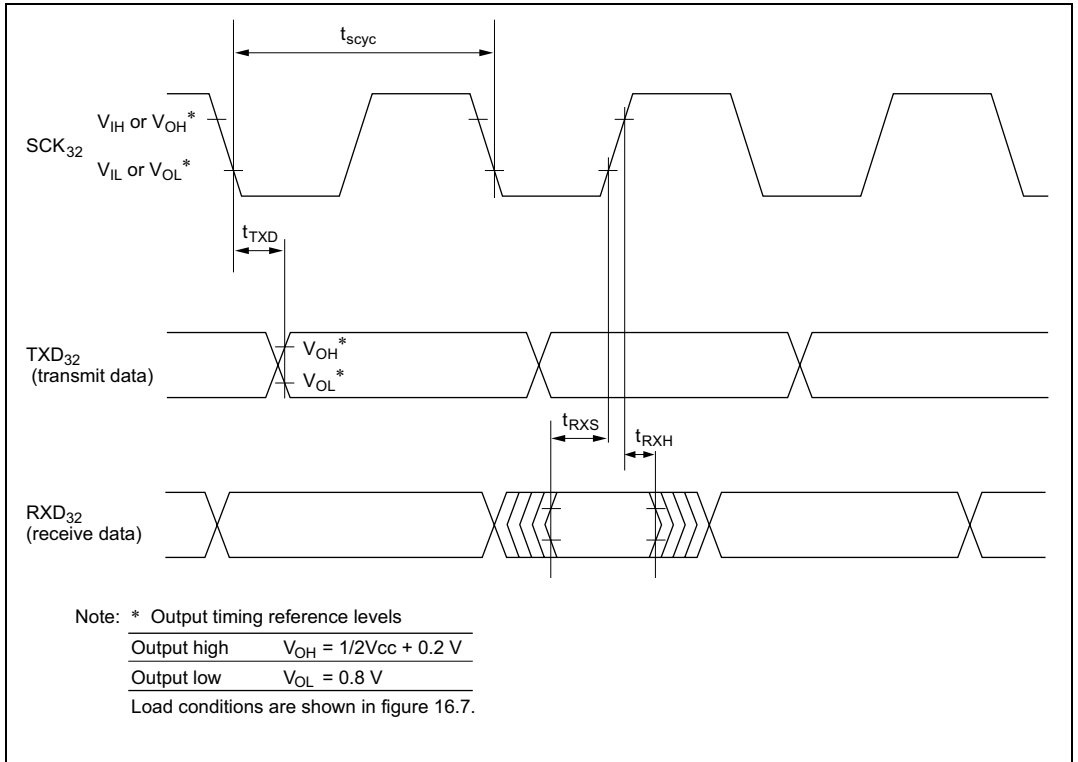 tscyc
VIH or VOH*
SCK32
VIL or VOL*
tTXD
TXD32
(transmit data)
VOH*
VOL*
tRXS
tRXH
RXD32
(receive data)
Note: * Output timing reference levels
Output high VOH = 1/2Vcc + 0.2 V
Output low VOL = 0.8 V
Load conditions are shown in figure 16.7.